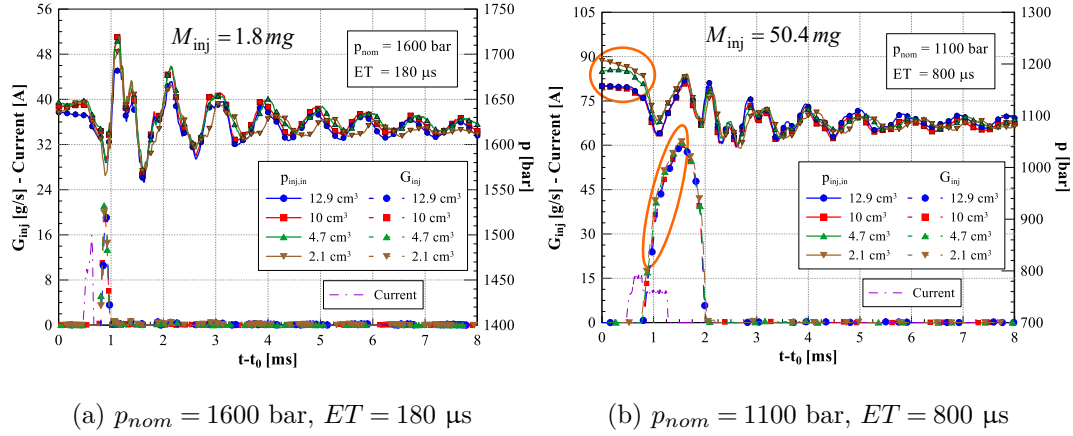 56
48
40
32
24
16
8
0
G_inj [g/s] - Current [A]
M_inj = 1.8 mg
p_nom = 1600 bar
ET = 180 µs
p_inj,in G_inj
12.9 cm³ 12.9 cm³
10 cm³ 10 cm³
4.7 cm³ 4.7 cm³
2.1 cm³ 2.1 cm³
Current
1750
1700
1650
1600
1550
1500
1450
1400
p [bar]
0 1 2 3 4 5 6 7 8
t-t_0 [ms]
(a) p_nom = 1600 bar, ET = 180 µs
120
105
90
75
60
45
30
15
0
G_inj [g/s] - Current [A]
M_inj = 50.4 mg
p_nom = 1100 bar
ET = 800 µs
p_inj,in G_inj
12.9 cm³ 12.9 cm³
10 cm³ 10 cm³
4.7 cm³ 4.7 cm³
2.1 cm³ 2.1 cm³
Current
1300
1200
1100
1000
900
800
700
p [bar]
0 1 2 3 4 5 6 7 8
t-t_0 [ms]
(b) p_nom = 1100 bar, ET = 800 µs